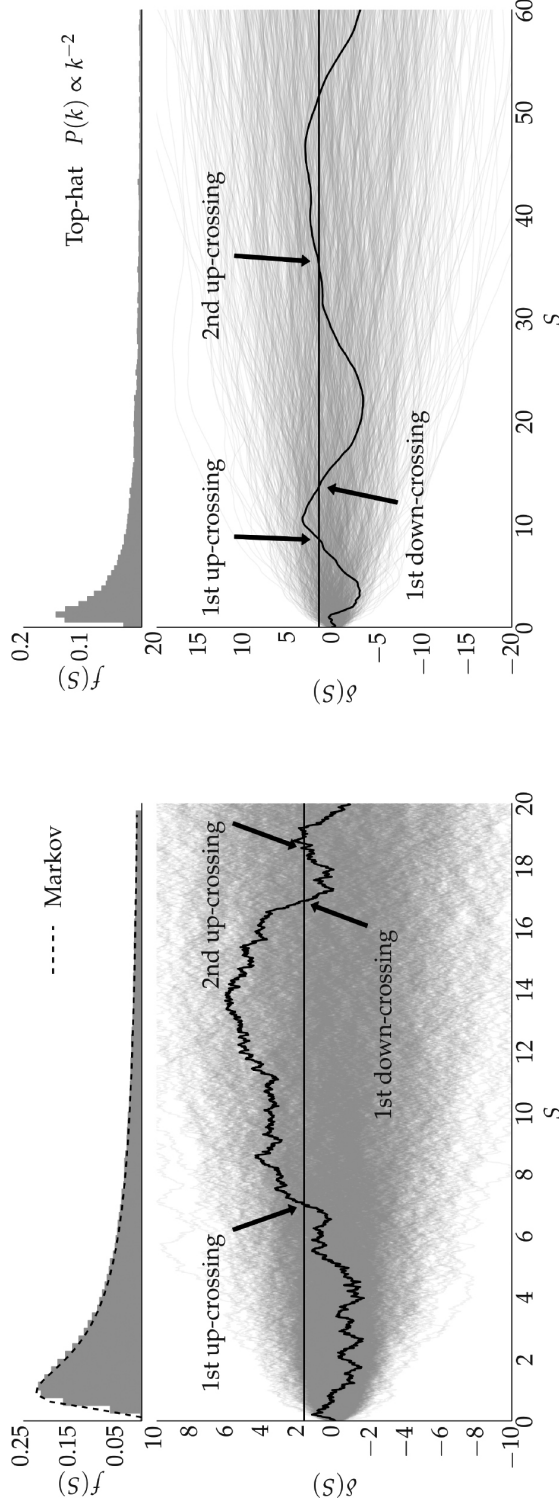 0.25
0.15
0.05
f(S)
Markov
10
8
6
4
2
0
−2
−4
−6
−8
−10
δ(S)
1st up-crossing
2nd up-crossing
1st down-crossing
0 2 4 6 8 10 12 14 16 18 20
S
0.2
0.1
f(S)
Top-hat P(k) ∝ k⁻²
20
15
10
5
0
−5
−10
−15
−20
δ(S)
1st up-crossing
2nd up-crossing
1st down-crossing
0 10 20 30 40 50 60
S